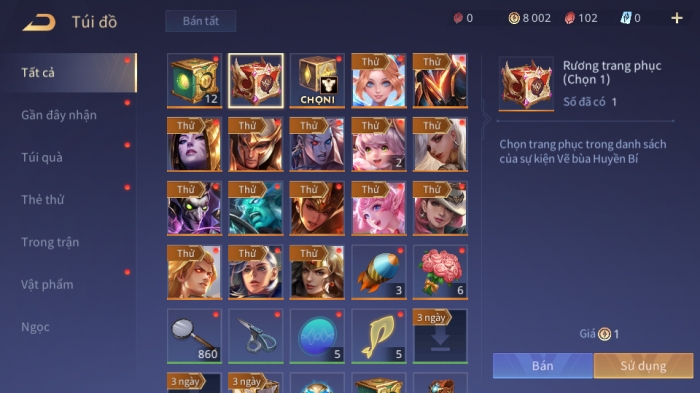 Túi đồ
Bán tất
0
8 002
102
0
+
Tất cả
Gần đây nhận
Túi quà
Thẻ thử
Trong trận
Vật phẩm
Ngọc
12
CHỌN1
Thử
Thử
Thử
Thử
Thử
Thử
2
Thử
Thử
Thử
Thử
Thử
Thử
Thử
Thử
Thử
3
6
860
5
5
3 ngày
3 ngày
3 ngày
Rương trang phục
(Chọn 1)
Số đã có 1
Chọn trang phục trong danh sách
của sự kiện Vẽ bùa Huyền Bí
Giá 1
Bán
Sử dụng